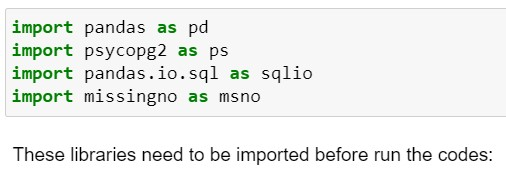 import pandas as pd
import psycopg2 as ps
import pandas.io.sql as sqlio
import missingno as msno
These libraries need to be imported before run the codes: